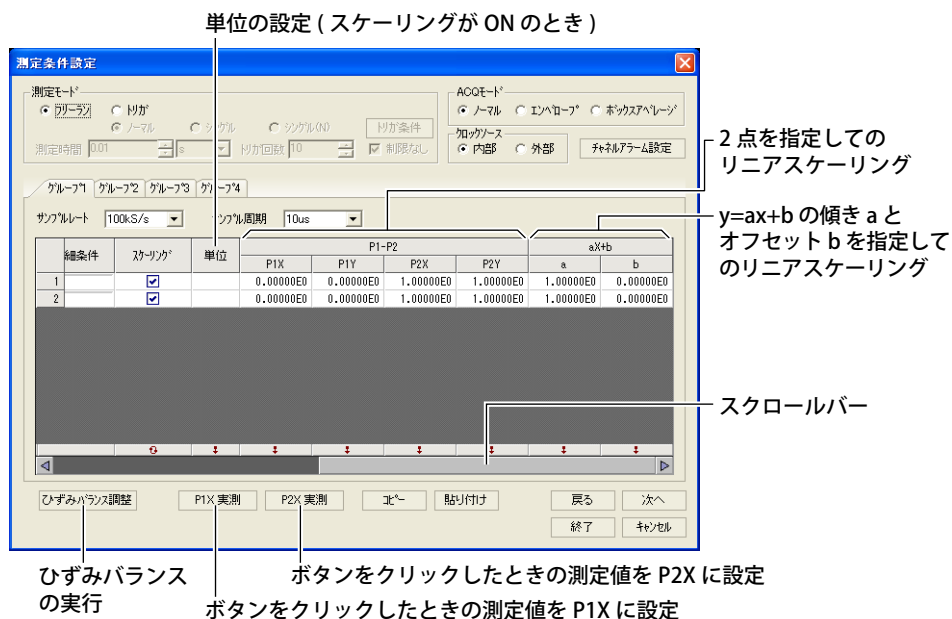 単位の設定 ( スケーリングが ON のとき )
測定条件設定
測定モード
フリーラン トリガ
ノーマル シングル シングル(N) トリガ条件
測定時間 0.01 s トリガ回数 10 制限なし
ACQモード
ノーマル エンベロープ ボックスアベレージ
クロックソース
内部 外部 チャネルアラーム設定
2 点を指定しての
リニアスケーリング
グループ1 グループ2 グループ3 グループ4
サンプルレート 100kS/s サンプル周期 10us
y=ax+b の傾き a と
オフセット b を指定して
のリニアスケーリング
細条件 スケーリング 単位 P1-P2 aX+b
P1X P1Y P2X P2Y a b
1 0.00000E0 0.00000E0 1.00000E0 1.00000E0 1.00000E0 0.00000E0
2 0.00000E0 0.00000E0 1.00000E0 1.00000E0 1.00000E0 0.00000E0
スクロールバー
ひずみバランス調整 P1X 実測 P2X 実測 コピー 貼り付け 戻る 次へ
終了 キャンセル
ひずみバランス
の実行
ボタンをクリックしたときの測定値を P2X に設定
ボタンをクリックしたときの測定値を P1X に設定